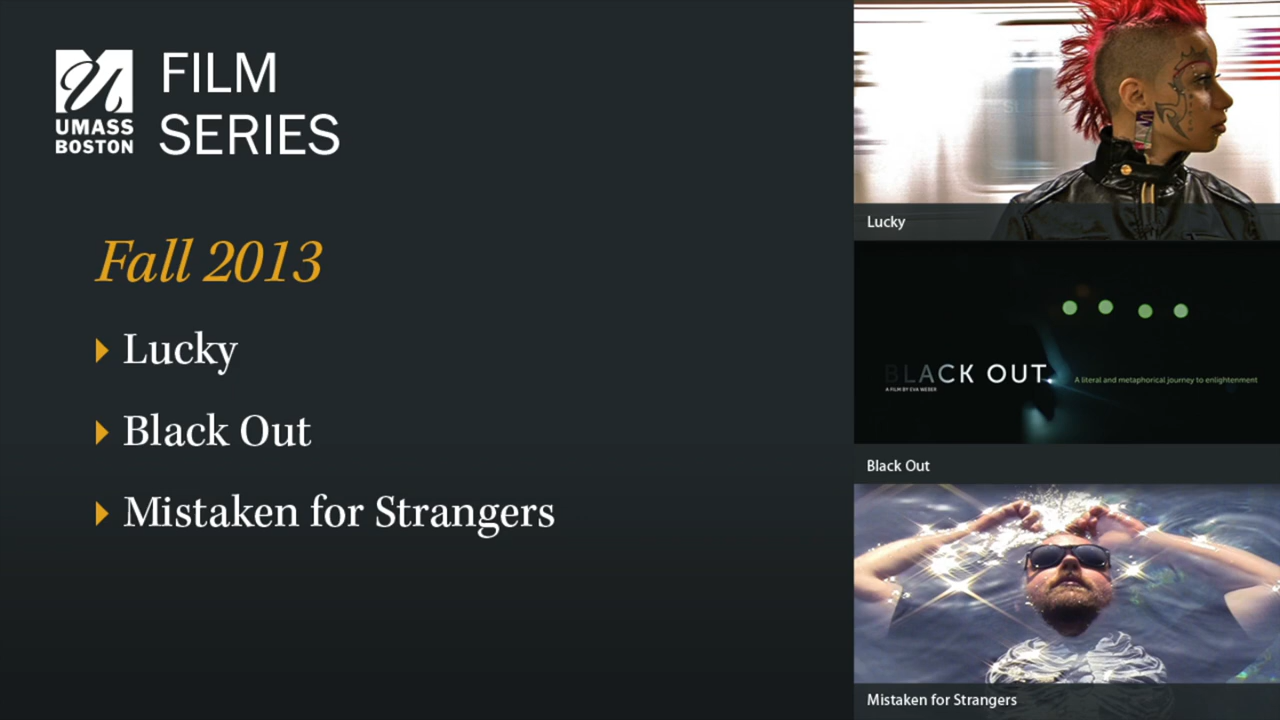 UMASS
BOSTON
FILM
SERIES
Fall 2013
Lucky
Black Out
Mistaken for Strangers
Lucky
BLACK OUT
A FILM BY EVA WEBER
A literal and metaphorical journey to enlightenment
Black Out
Mistaken for Strangers